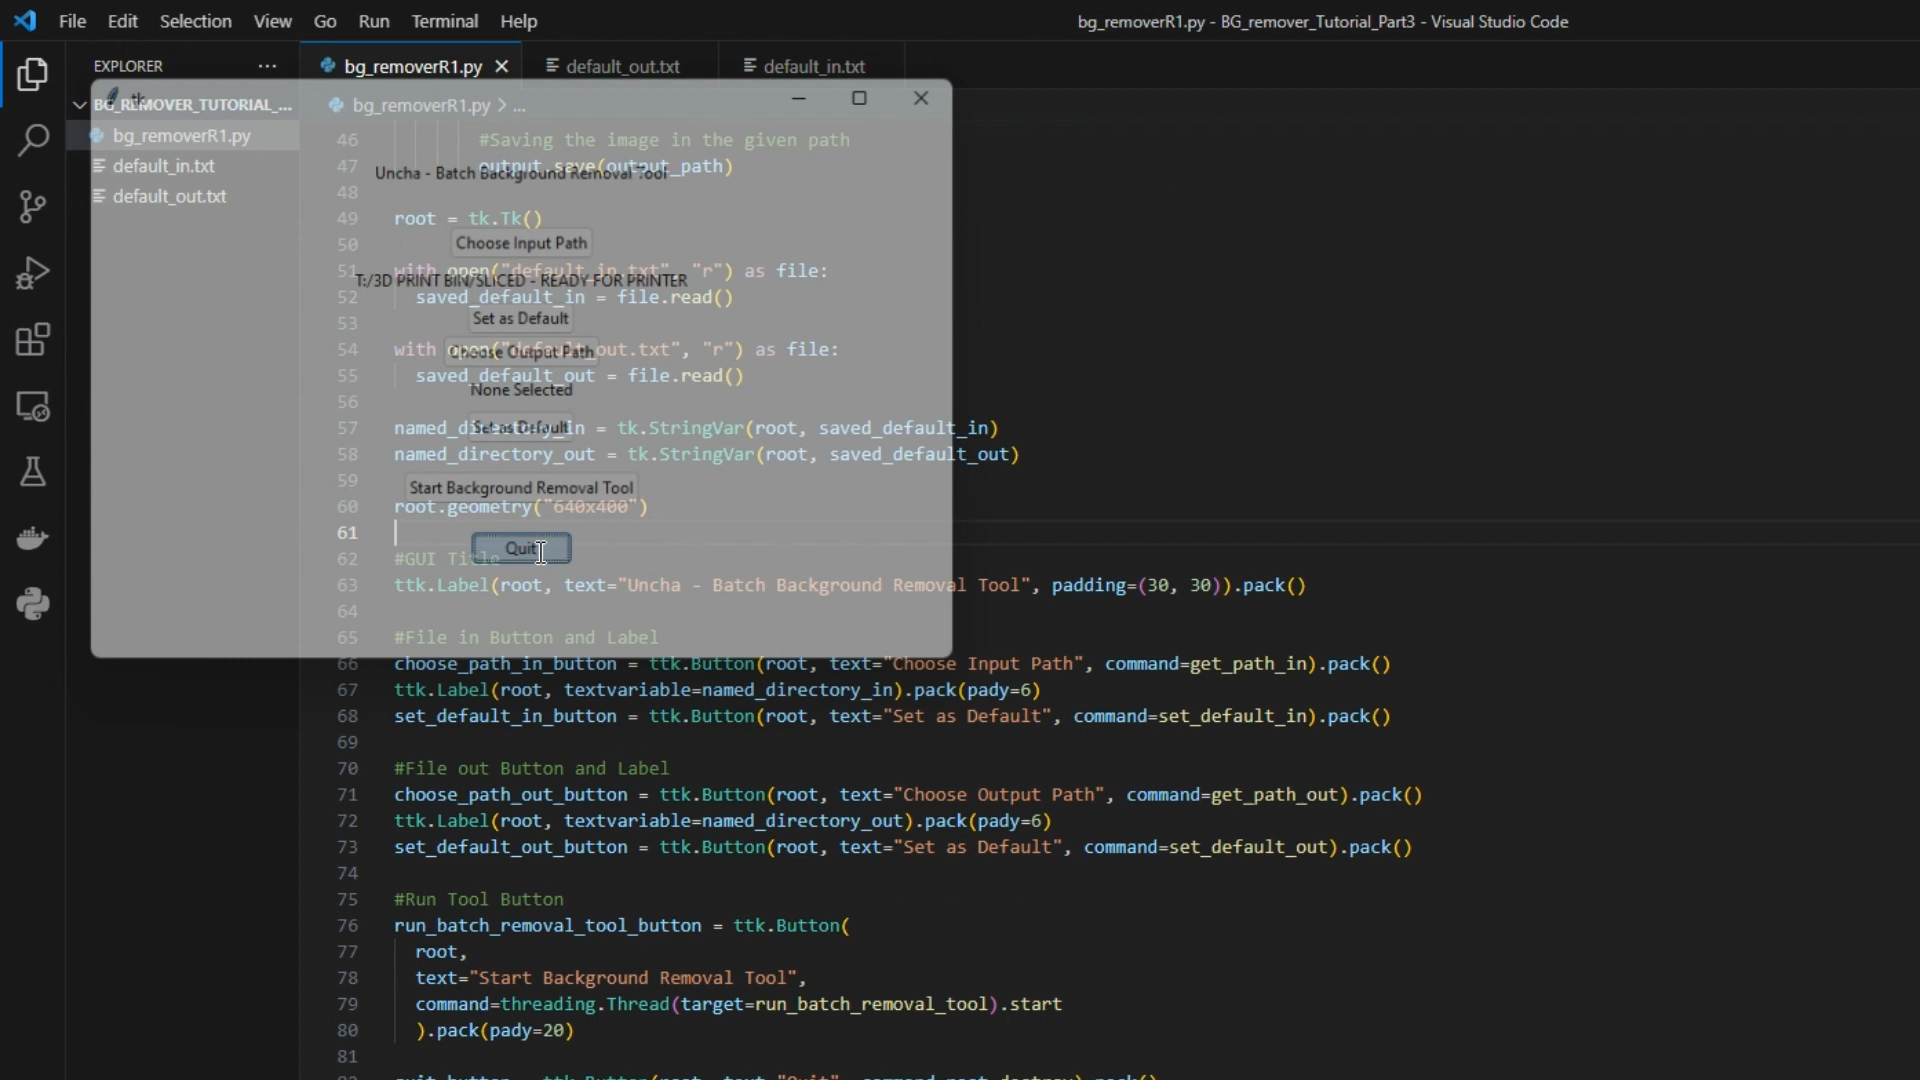 File Edit Selection View Go Run Terminal Help
bg_removerR1.py - BG_remover_Tutorial_Part3 - Visual Studio Code
EXPLORER ···
bg_removerR1.py
default_out.txt
default_in.txt
tk
BG_REMOVER_TUTORIAL_...
bg_removerR1.py > ...
bg_removerR1.py
default_in.txt
default_out.txt
Uncha - Batch Background Removal Tool
Choose Input Path
T:/3D PRINT BIN/SLICED - READY FOR PRINTER
Set as Default
Choose Output Path
None Selected
Set as Default
Start Background Removal Tool
Quit
46 #Saving the image in the given path
47 output.save(output_path)
48
49 root = tk.Tk()
50
51 with open("default_in.txt", "r") as file:
52 saved_default_in = file.read()
53
54 with open("default_out.txt", "r") as file:
55 saved_default_out = file.read()
56
57 named_directory_in = tk.StringVar(root, saved_default_in)
58 named_directory_out = tk.StringVar(root, saved_default_out)
59
60 root.geometry("640x400")
61
62 #GUI Title
63 ttk.Label(root, text="Uncha - Batch Background Removal Tool", padding=(30, 30)).pack()
64
65 #File in Button and Label
66 choose_path_in_button = ttk.Button(root, text="Choose Input Path", command=get_path_in).pack()
67 ttk.Label(root, textvariable=named_directory_in).pack(pady=6)
68 set_default_in_button = ttk.Button(root, text="Set as Default", command=set_default_in).pack()
69
70 #File out Button and Label
71 choose_path_out_button = ttk.Button(root, text="Choose Output Path", command=get_path_out).pack()
72 ttk.Label(root, textvariable=named_directory_out).pack(pady=6)
73 set_default_out_button = ttk.Button(root, text="Set as Default", command=set_default_out).pack()
74
75 #Run Tool Button
76 run_batch_removal_tool_button = ttk.Button(
77 root,
78 text="Start Background Removal Tool",
79 command=threading.Thread(target=run_batch_removal_tool).start
80 ).pack(pady=20)
81